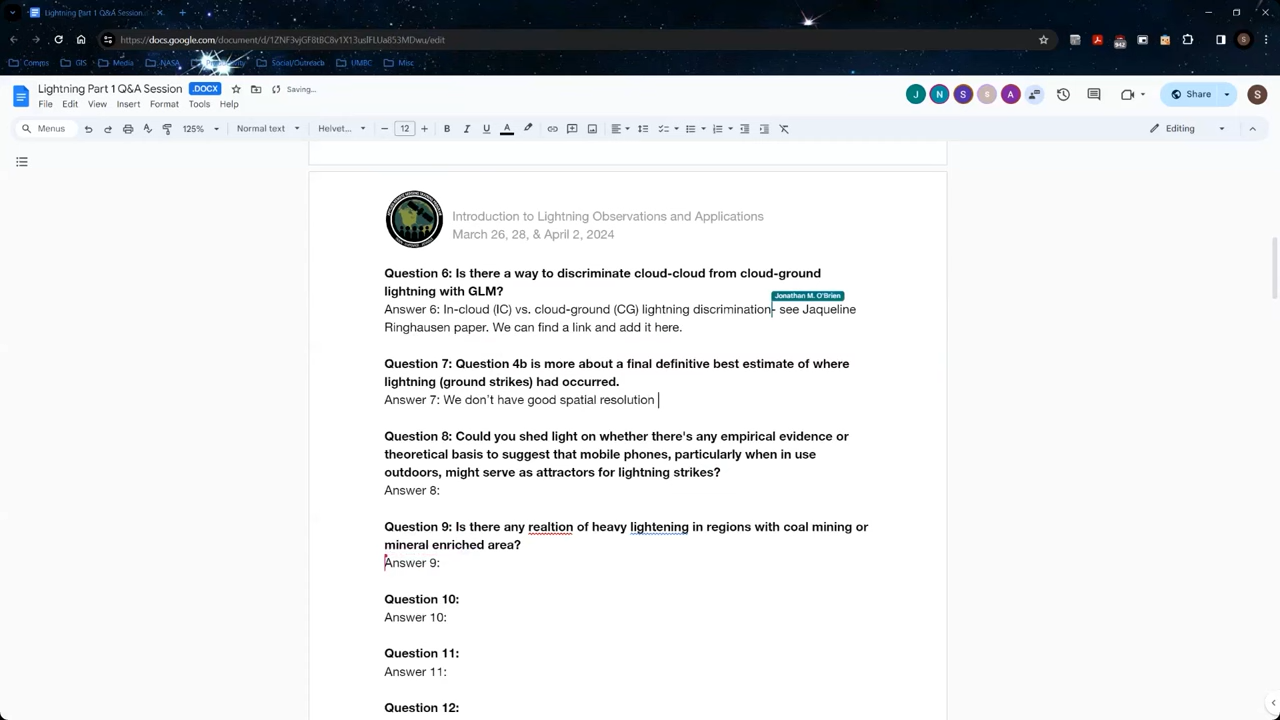 Lightning Part 1 Q&A Session
https://docs.google.com/document/d/1ZNF3vjGF8t8C8v1X13uslFLUa853MDwu/edit
942
S
Comps GIS Media NASA Social/Outreach UMBC Misc
Lightning Part 1 Q&A Session .DOCX Saving...
File Edit View Insert Format Tools Help
J N S S A Share S
Menus 125% Normal text Helvet... 12 B I U A Editing
Introduction to Lightning Observations and Applications
March 26, 28, & April 2, 2024
Question 6: Is there a way to discriminate cloud-cloud from cloud-ground
lightning with GLM?
Jonathan M. O'Brien
Answer 6: In-cloud (IC) vs. cloud-ground (CG) lightning discrimination- see Jaqueline
Ringhausen paper. We can find a link and add it here.
Question 7: Question 4b is more about a final definitive best estimate of where
lightning (ground strikes) had occurred.
Answer 7: We don't have good spatial resolution
Question 8: Could you shed light on whether there's any empirical evidence or
theoretical basis to suggest that mobile phones, particularly when in use
outdoors, might serve as attractors for lightning strikes?
Answer 8:
Question 9: Is there any realtion of heavy lightening in regions with coal mining or
mineral enriched area?
Answer 9:
Question 10:
Answer 10:
Question 11:
Answer 11:
Question 12: